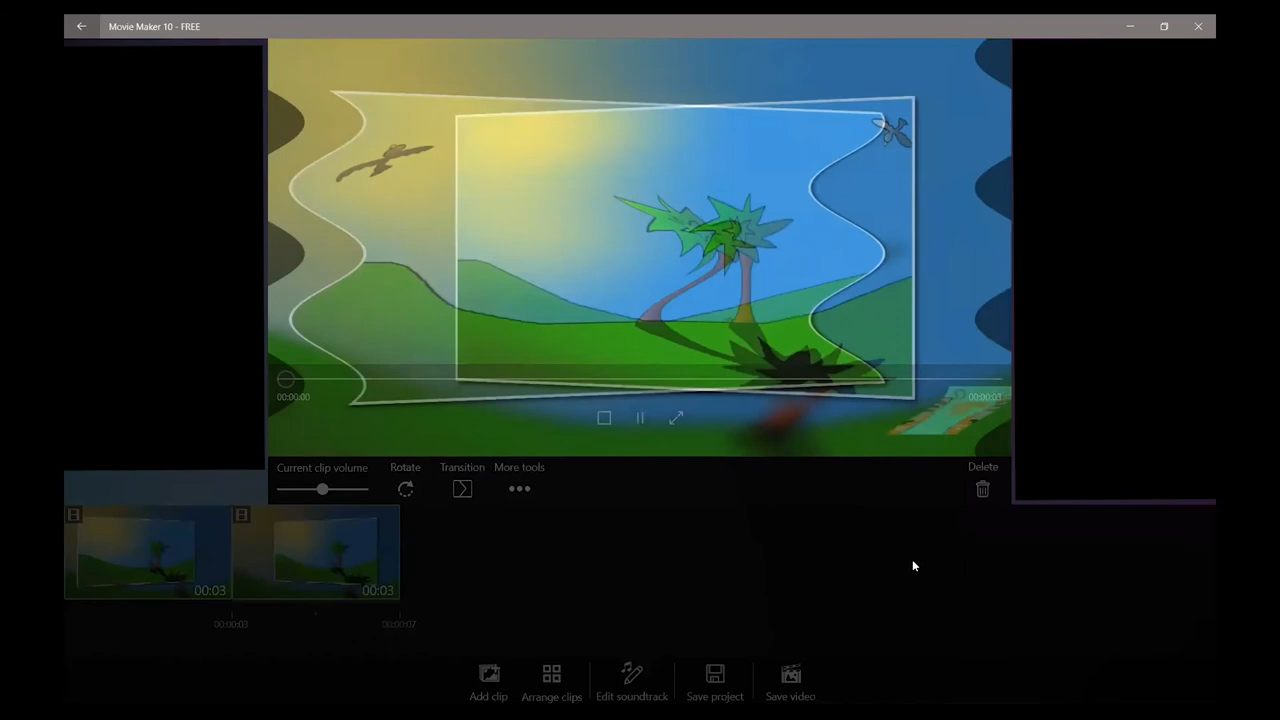 Movie Maker 10 - FREE
00:00:00
00:00:03
Current clip volume
Rotate
Transition
More tools
Delete
00:03
00:03
00:00:03
00:00:07
Add clip
Arrange clips
Edit soundtrack
Save project
Save video